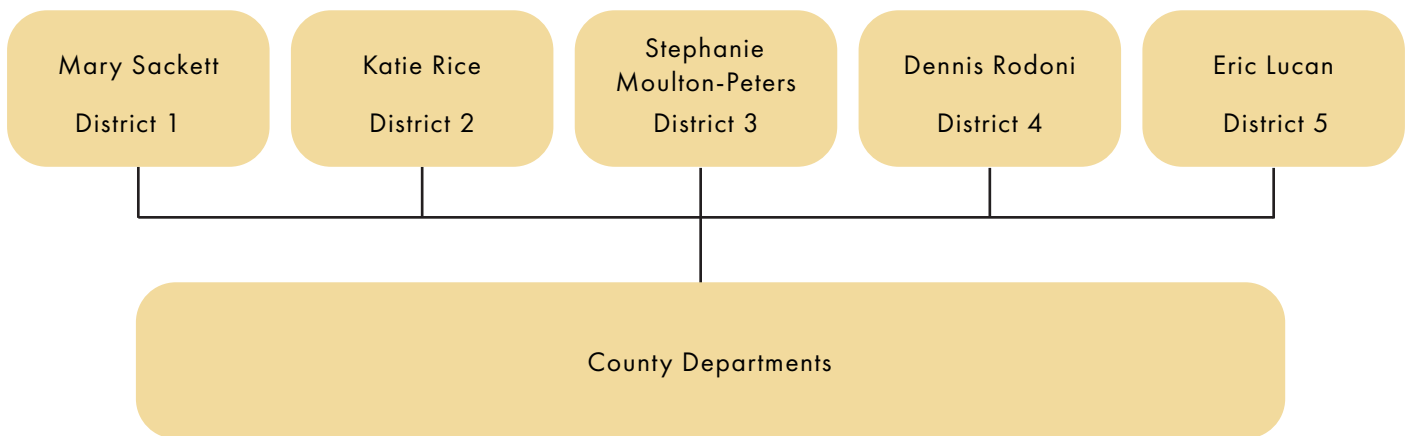 Mary Sackett
District 1
Katie Rice
District 2
Stephanie
Moulton-Peters
District 3
Dennis Rodoni
District 4
Eric Lucan
District 5
County Departments